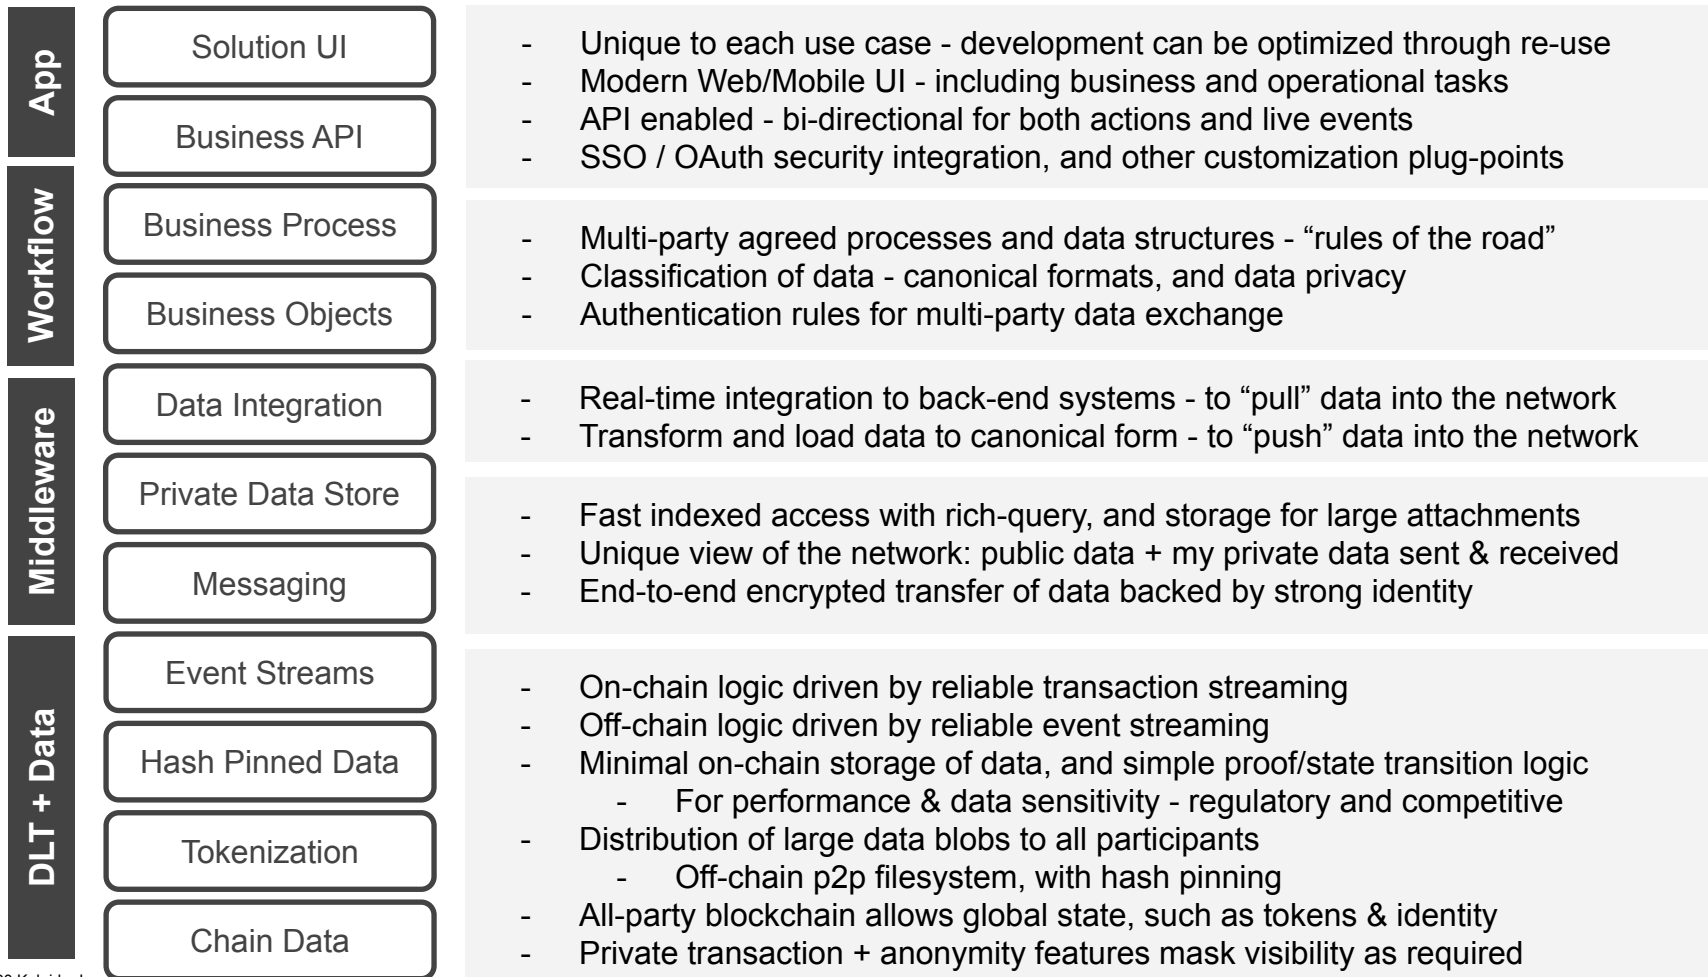 App
Solution UI
Business API
- Unique to each use case - development can be optimized through re-use
- Modern Web/Mobile UI - including business and operational tasks
- API enabled - bi-directional for both actions and live events
- SSO / OAuth security integration, and other customization plug-points
Workflow
Business Process
Business Objects
- Multi-party agreed processes and data structures - “rules of the road”
- Classification of data - canonical formats, and data privacy
- Authentication rules for multi-party data exchange
Middleware
Data Integration
Private Data Store
Messaging
- Real-time integration to back-end systems - to “pull” data into the network
- Transform and load data to canonical form - to “push” data into the network
- Fast indexed access with rich-query, and storage for large attachments
- Unique view of the network: public data + my private data sent & received
- End-to-end encrypted transfer of data backed by strong identity
DLT + Data
Event Streams
Hash Pinned Data
Tokenization
Chain Data
- On-chain logic driven by reliable transaction streaming
- Off-chain logic driven by reliable event streaming
- Minimal on-chain storage of data, and simple proof/state transition logic
- For performance & data sensitivity - regulatory and competitive
- Distribution of large data blobs to all participants
- Off-chain p2p filesystem, with hash pinning
- All-party blockchain allows global state, such as tokens & identity
- Private transaction + anonymity features mask visibility as required